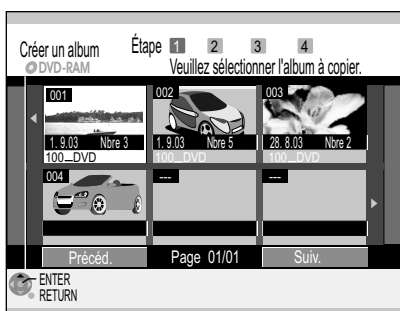 Créer un album
Étape 1 2 3 4
DVD-RAM
Veuillez sélectionner l'album à copier.
001
002
003
1. 9.03 Nbre 3
1. 9.03 Nbre 5
28. 8.03 Nbre 2
100_DVD
100_DVD
100_DVD
004
---
---
Précéd.
Page 01/01
Suiv.
ENTER
RETURN